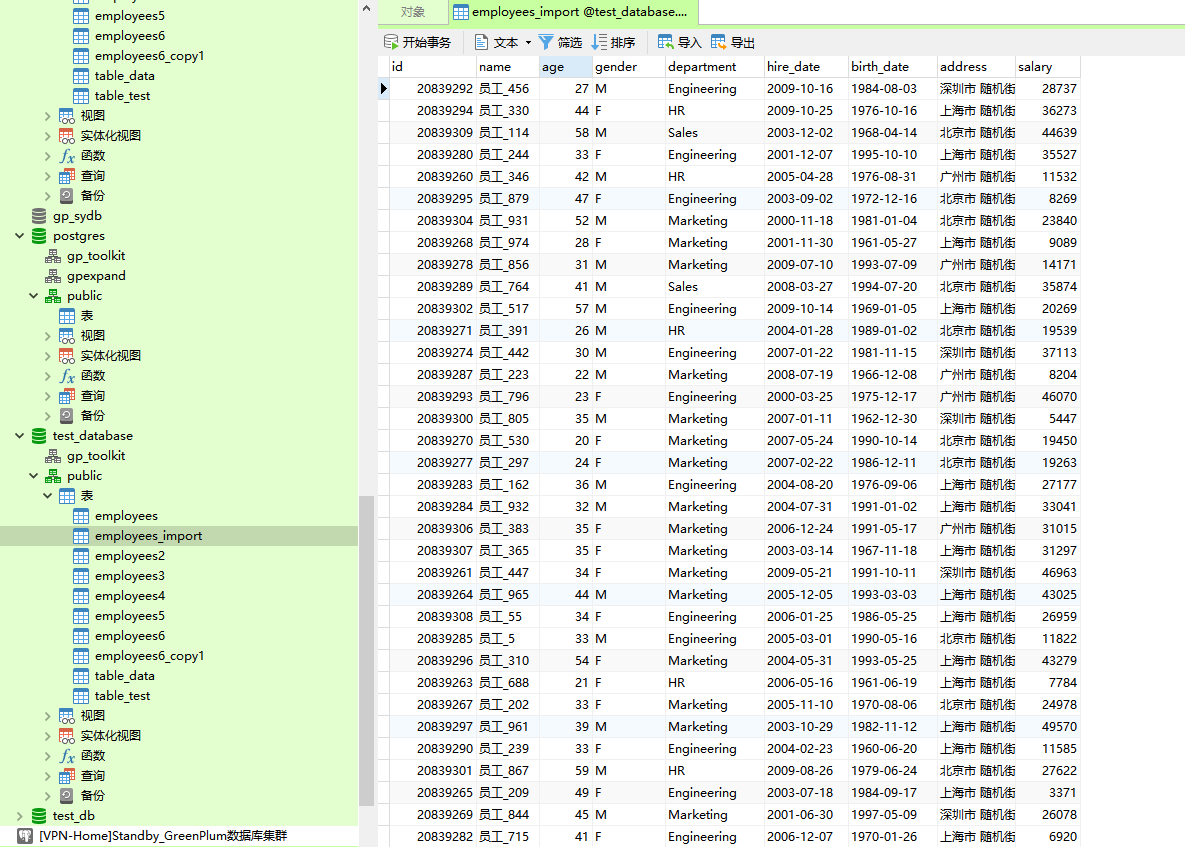 employees5
employees6
employees6_copy1
table_data
table_test
视图
实体化视图
函数
查询
备份
gp_sydb
postgres
gp_toolkit
gpexpand
public
表
视图
实体化视图
函数
查询
备份
test_database
gp_toolkit
public
表
employees
employees_import
employees2
employees3
employees4
employees5
employees6
employees6_copy1
table_data
table_test
视图
实体化视图
函数
查询
备份
test_db
[VPN-Home]Standby_GreenPlum数据库集群
对象 employees_import @test_database....
开始事务 文本 筛选 排序 导入 导出
id name age gender department hire_date birth_date address salary
20839292 员工_456 27 M Engineering 2009-10-16 1984-08-03 深圳市 随机街 28737
20839294 员工_330 44 F HR 2009-10-25 1976-10-16 上海市 随机街 36273
20839309 员工_114 58 M Sales 2003-12-02 1968-04-14 北京市 随机街 44639
20839280 员工_244 33 F Engineering 2001-12-07 1995-10-10 上海市 随机街 35527
20839260 员工_346 42 M HR 2005-04-28 1976-08-31 广州市 随机街 11532
20839295 员工_879 47 F Engineering 2003-09-02 1972-12-16 北京市 随机街 8269
20839304 员工_931 52 M Marketing 2000-11-18 1981-01-04 北京市 随机街 23840
20839268 员工_974 28 F Marketing 2001-11-30 1961-05-27 上海市 随机街 9089
20839278 员工_856 31 M Marketing 2009-07-10 1993-07-09 广州市 随机街 14171
20839289 员工_764 41 M Sales 2008-03-27 1994-07-20 北京市 随机街 35874
20839302 员工_517 57 M Engineering 2009-10-14 1969-01-05 上海市 随机街 20269
20839271 员工_391 26 M HR 2004-01-28 1989-01-02 北京市 随机街 19539
20839274 员工_442 30 M Engineering 2007-01-22 1981-11-15 深圳市 随机街 37113
20839287 员工_223 22 M Marketing 2008-07-19 1966-12-08 广州市 随机街 8204
20839293 员工_796 23 F Engineering 2000-03-25 1975-12-17 广州市 随机街 46070
20839300 员工_805 35 M Marketing 2007-01-11 1962-12-30 深圳市 随机街 5447
20839270 员工_530 20 F Marketing 2007-05-24 1990-10-14 北京市 随机街 19450
20839277 员工_297 24 F Marketing 2007-02-22 1986-12-11 北京市 随机街 19263
20839283 员工_162 36 M Engineering 2004-08-20 1976-09-06 上海市 随机街 27177
20839284 员工_932 32 M Marketing 2004-07-31 1991-01-02 上海市 随机街 33041
20839306 员工_383 35 F Marketing 2006-12-24 1991-05-17 广州市 随机街 31015
20839307 员工_365 35 F Marketing 2003-03-14 1967-11-18 上海市 随机街 31297
20839261 员工_447 34 F Marketing 2009-05-21 1991-10-11 深圳市 随机街 46963
20839264 员工_965 44 M Marketing 2005-12-05 1993-03-03 上海市 随机街 43025
20839308 员工_55 34 F Engineering 2006-01-25 1986-05-25 上海市 随机街 26959
20839285 员工_5 33 M Engineering 2005-03-01 1990-05-16 北京市 随机街 11822
20839296 员工_310 54 F Marketing 2004-05-31 1993-05-25 上海市 随机街 43279
20839263 员工_688 21 F HR 2006-05-16 1961-06-19 上海市 随机街 7784
20839267 员工_202 33 F Marketing 2005-11-10 1970-08-06 北京市 随机街 24978
20839297 员工_961 39 M Marketing 2003-10-29 1982-11-12 上海市 随机街 49570
20839290 员工_239 33 F Engineering 2004-02-23 1960-06-20 上海市 随机街 11585
20839301 员工_867 59 M HR 2009-08-26 1979-06-24 北京市 随机街 27622
20839265 员工_209 49 F Engineering 2003-07-18 1984-09-17 上海市 随机街 3371
20839269 员工_844 45 M Marketing 2001-06-30 1997-05-09 深圳市 随机街 26078
20839282 员工_715 41 F Engineering 2006-12-07 1970-01-26 上海市 随机街 6920